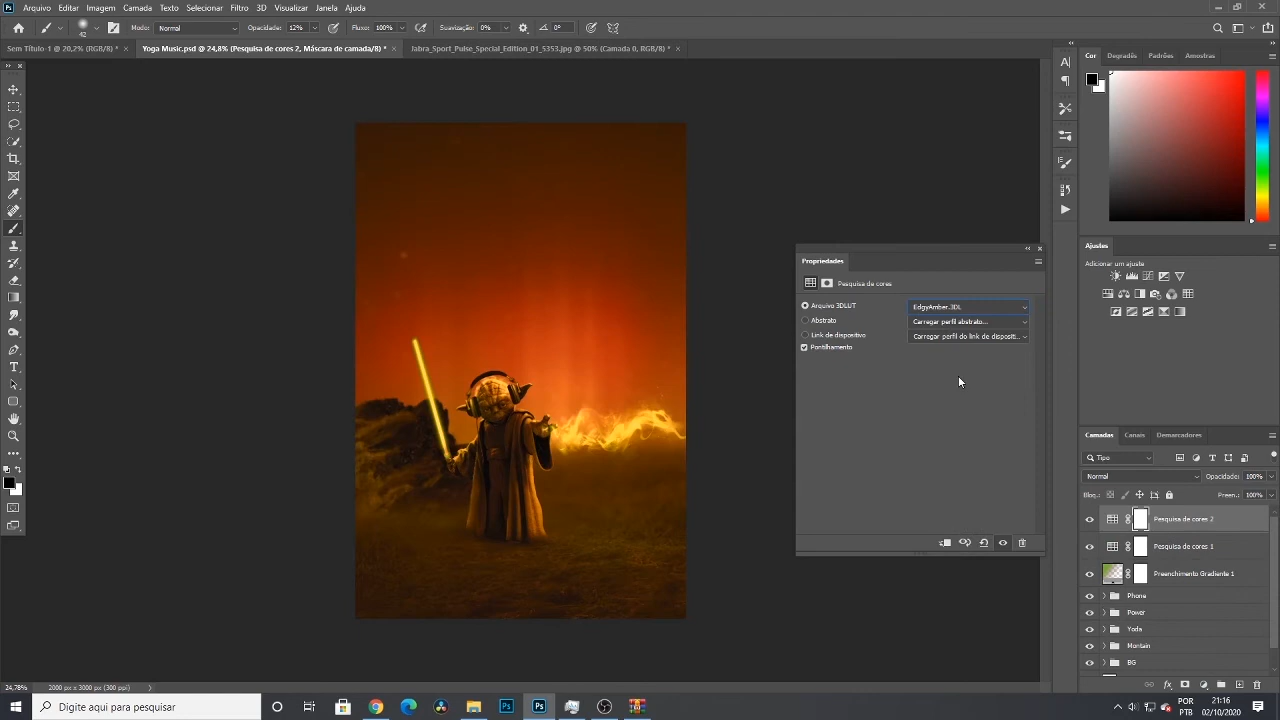 Arquivo Editar Imagem Camada Texto Selecionar Filtro 3D Visualizar Janela Ajuda
42 Modo: Normal Opacidade: 12% Fluxo: 100% Suavização: 0% 0°
Sem Título-1 @ 20,2% (RGB/8) * × Yoga Music.psd @ 24,8% (Pesquisa de cores 2, Máscara de camada/8) * × Jabra_Sport_Pulse_Special_Edition_01_5353.jpg @ 50% (Camada 0, RGB/8) * ×
Cor Degradês Padrões Amostras
Ajustes
Adicionar um ajuste
Propriedades
Pesquisa de cores
Arquivo 3DLUT EdgyAmber.3DL
Abstrato Carregar perfil abstrato...
Link de dispositivo Carregar perfil do link de dispositi...
Pontilhamento
Camadas Canais Demarcadores
Tipo
Normal Opacidade: 100%
Bloq.: Preen.: 100%
Pesquisa de cores 2
Pesquisa de cores 1
Preenchimento Gradiente 1
Phone
Power
Yoda
Montain
BG
24,78% 2000 px x 3000 px (300 ppi)
Digite aqui para pesquisar
POR
PTB
21:16
02/10/2020